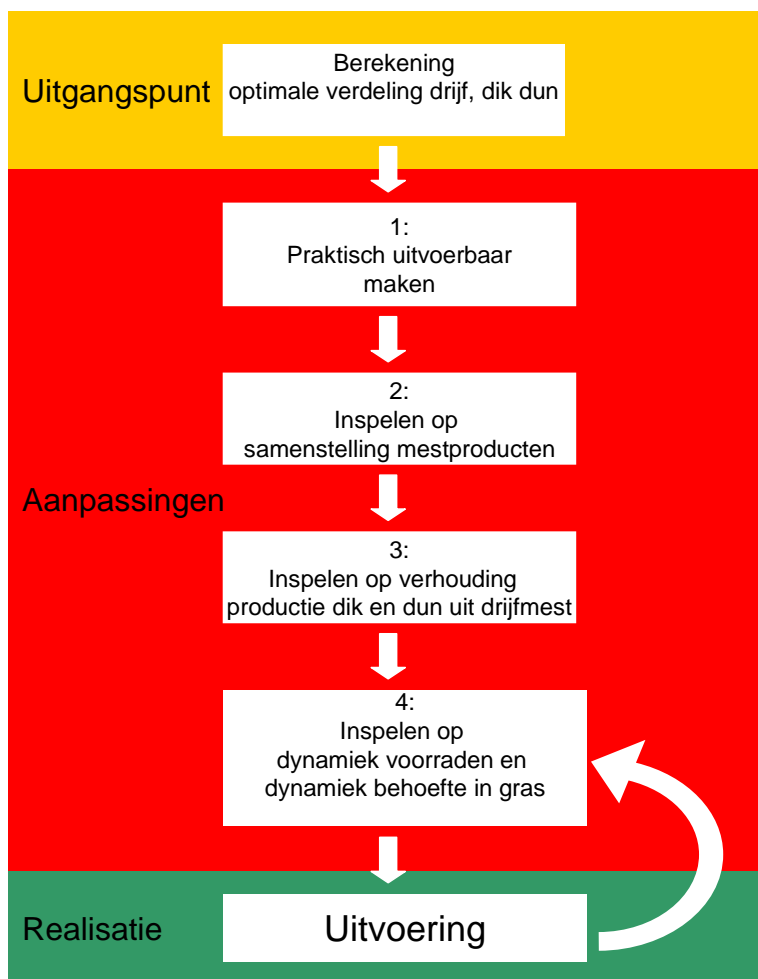 Uitgangspunt
Berekening
optimale verdeling drijf, dik dun
1:
Praktisch uitvoerbaar
maken
2:
Inspelen op
samenstelling mestproducten
Aanpassingen
3:
Inspelen op verhouding
productie dik en dun uit drijfmest
4:
Inspelen op
dynamiek voorraden en
dynamiek behoefte in gras
Realisatie
Uitvoering